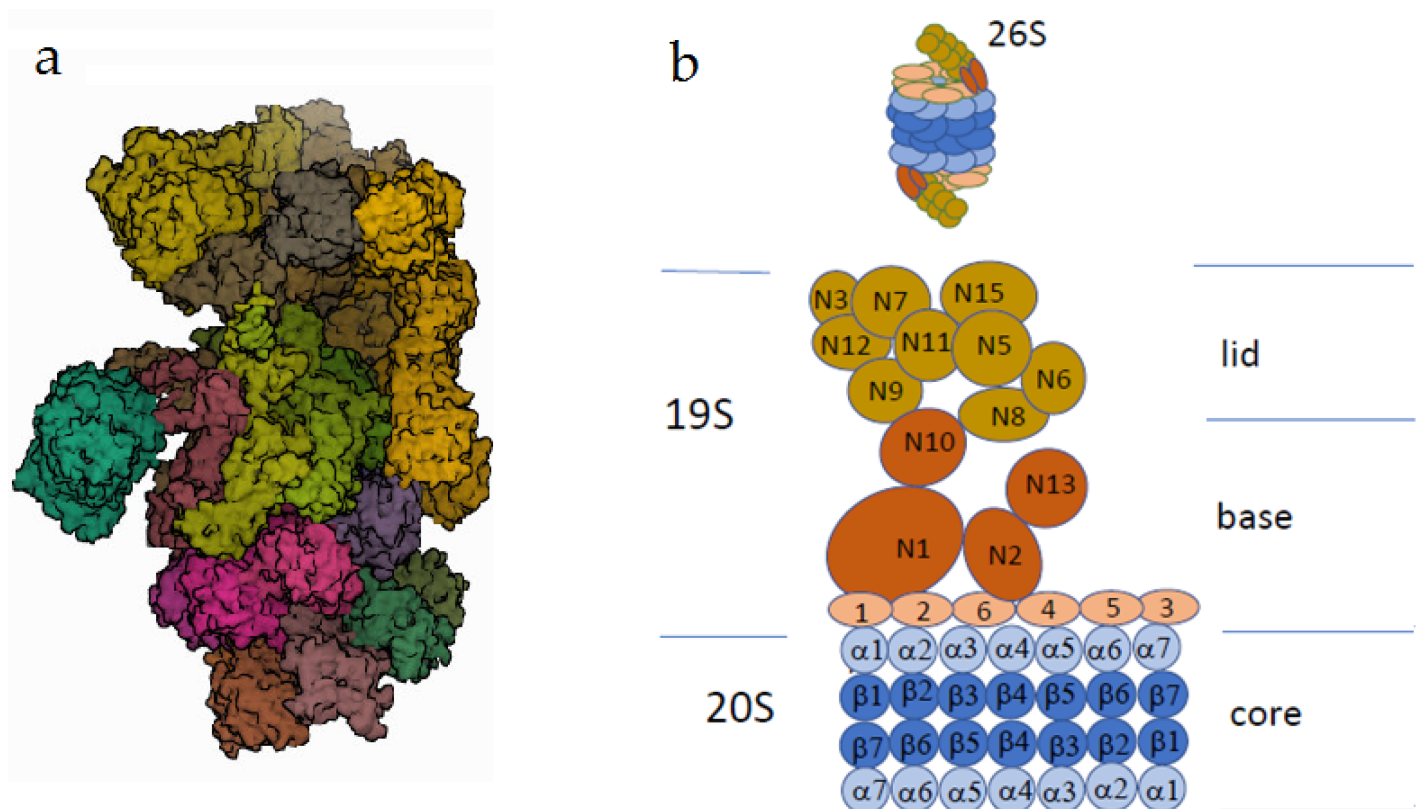 a
b
26S
N3 N7 N15
N12 N11 N5
N9 N8 N6
lid
19S
N10
N13
base
N1 N2
1 2 6 4 5 3
α1 α2 α3 α4 α5 α6 α7
β1 β2 β3 β4 β5 β6 β7
20S
core
β7 β6 β5 β4 β3 β2 β1
α7 α6 α5 α4 α3 α2 α1